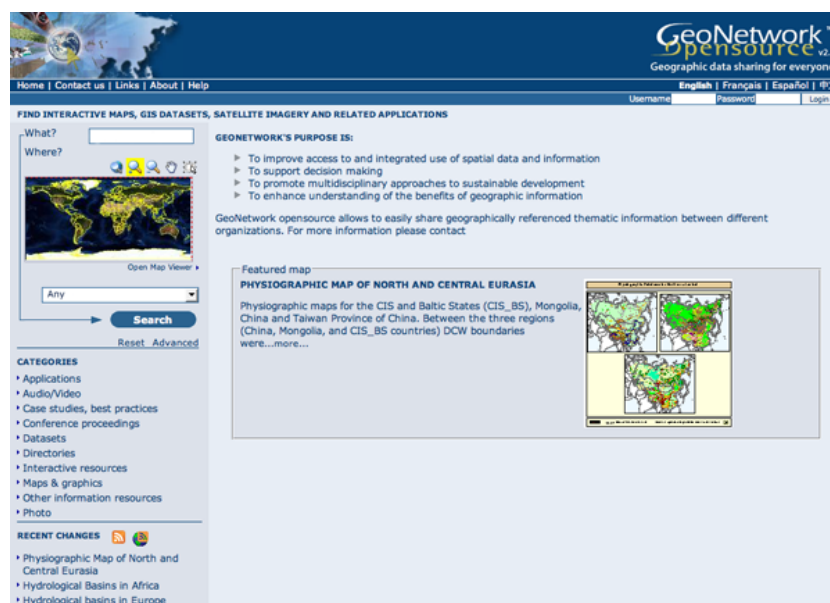 GeoNetwork
Opensource v2.
Geographic data sharing for everyone
Home | Contact us | Links | About | Help
English | Français | Español |
Username Password Login
FIND INTERACTIVE MAPS, GIS DATASETS, SATELLITE IMAGERY AND RELATED APPLICATIONS
What?
Where?
Open Map Viewer
Any
Search
Reset Advanced
CATEGORIES
Applications
Audio/Video
Case studies, best practices
Conference proceedings
Datasets
Directories
Interactive resources
Maps & graphics
Other information resources
Photo
RECENT CHANGES
Physiographic Map of North and
Central Eurasia
Hydrological Basins in Africa
Hydrological basins in Europe
GEONETWORK'S PURPOSE IS:
To improve access to and integrated use of spatial data and information
To support decision making
To promote multidisciplinary approaches to sustainable development
To enhance understanding of the benefits of geographic information
GeoNetwork opensource allows to easily share geographically referenced thematic information between different
organizations. For more information please contact
Featured map
PHYSIOGRAPHIC MAP OF NORTH AND CENTRAL EURASIA
Physiographic maps for the CIS and Baltic States (CIS_BS), Mongolia,
China and Taiwan Province of China. Between the three regions
(China, Mongolia, and CIS_BS countries) DCW boundaries
were...more...